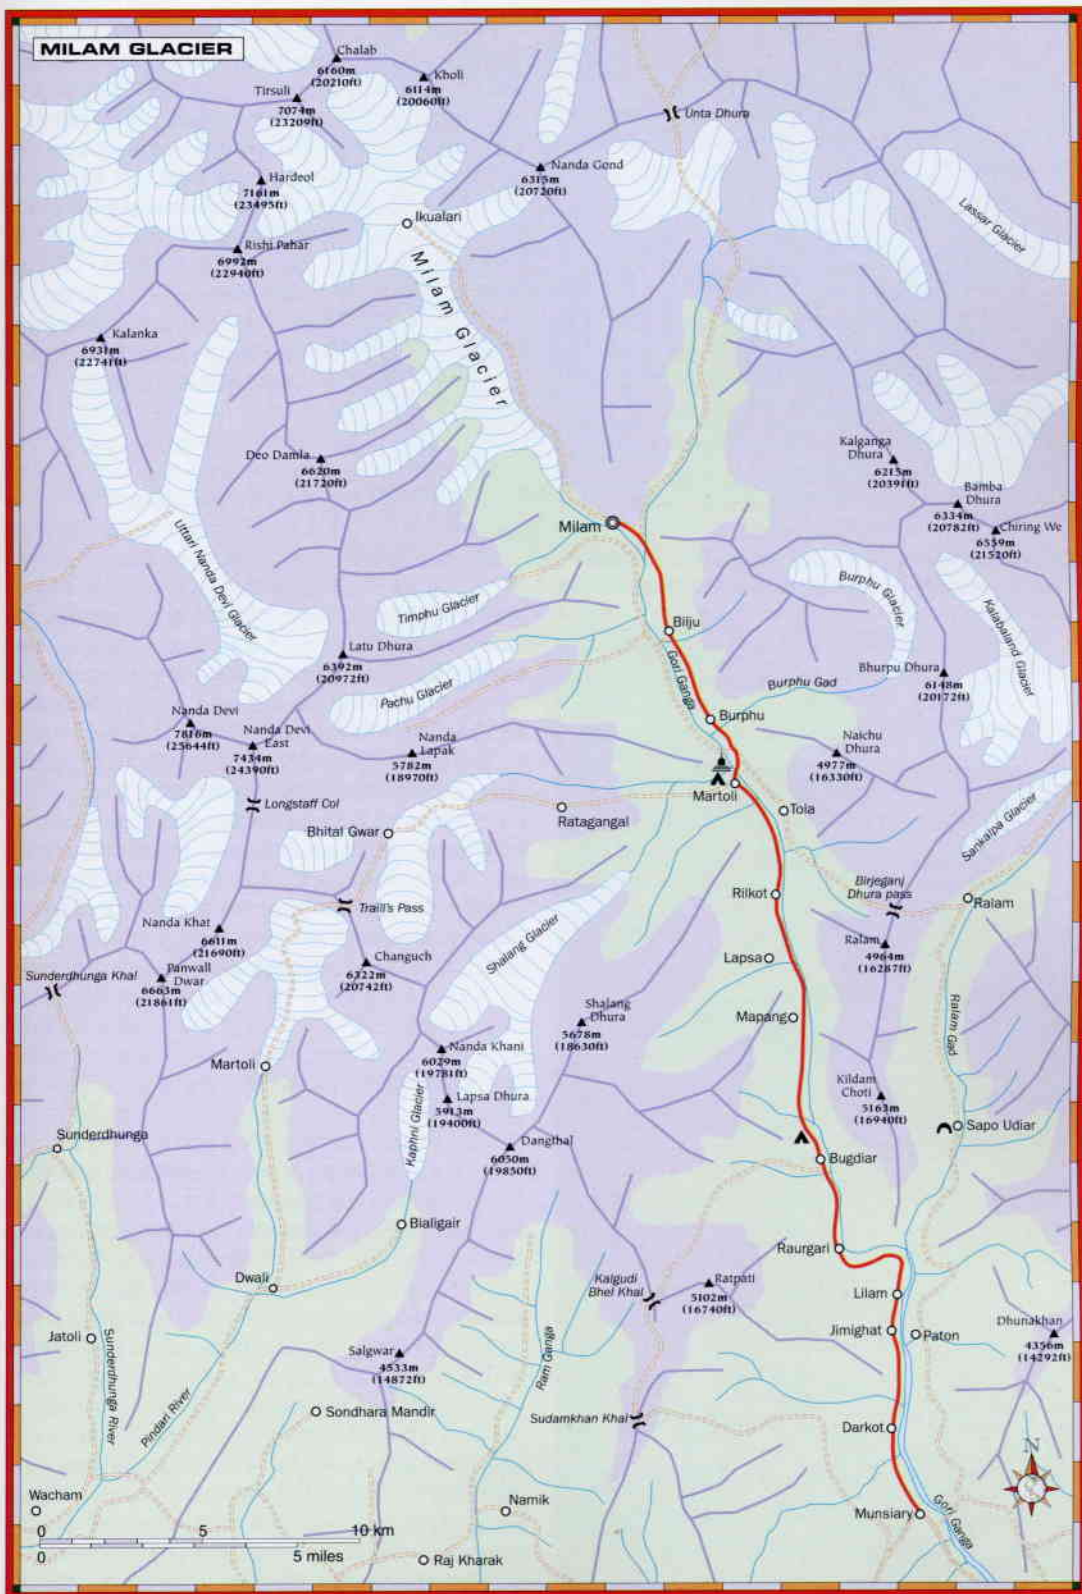 MILAM GLACIER
Chalab
6160m
(20210ft)
Kholi
6114m
(20060ft)
Tirsuli
7074m
(23209ft)
Unta Dhura
Nanda Gond
6315m
(20720ft)
Hardeol
7161m
(23495ft)
Lassar Glacier
Ikualari
Rishi Pahar
6992m
(22940ft)
Milam Glacier
Kalanka
6931m
(22741ft)
Deo Damla
6620m
(21720ft)
Kalganga
Dhura
6215m
(20391ft)
Bamba
Dhura
6334m
(20782ft)
Chiring We
6559m
(21520ft)
Milam
Uttari Nanda Devi Glacier
Timphu Glacier
Burphu Glacier
Kalabaland Glacier
Bilju
Latu Dhura
6392m
(20972ft)
Gori Ganga
Bhurpu Dhura
6148m
(20172ft)
Burphu Gad
Pachu Glacier
Nanda Devi
7816m
(25644ft)
Nanda Devi
East
7434m
(24390ft)
Burphu
Nanda
Lapak
5782m
(18970ft)
Naichu
Dhura
4977m
(16330ft)
Martoli
Longstaff Col
Tola
Ratagangal
Bhital Gwar
Sankalpa Glacier
Birjeganj
Dhura pass
Rilkot
Ralam
Traill's Pass
Nanda Khat
6611m
(21690ft)
Shalang Glacier
Ralam
4964m
(16287ft)
Changuch
6322m
(20742ft)
Lapsa
Sunderdhunga Khal
Panwall
Dwar
6663m
(21861ft)
Shalang
Dhura
5678m
(18630ft)
Mapang
Ralam Gad
Nanda Khani
6029m
(19781ft)
Martoli
Kildam
Choti
5163m
(16940ft)
Lapsa Dhura
5913m
(19400ft)
Kaphni Glacier
Sapo Udiar
Sunderdhunga
Dangthal
6050m
(19850ft)
Bugdiar
Bialigair
Raurgari
Dwali
Kalgudi
Bhel Khal
Ratpati
5102m
(16740ft)
Lilam
Jatoli
Jimighat
Paton
Dhunakhan
4356m
(14292ft)
Sunderdhunga River
Salgwar
4533m
(14872ft)
Ram Ganga
Pindari River
Sondhara Mandir
Sudamkhan Khal
Darkot
N
Wacham
Namik
Munsiary
Gori Ganga
0 5 10 km
0 5 miles
Raj Kharak